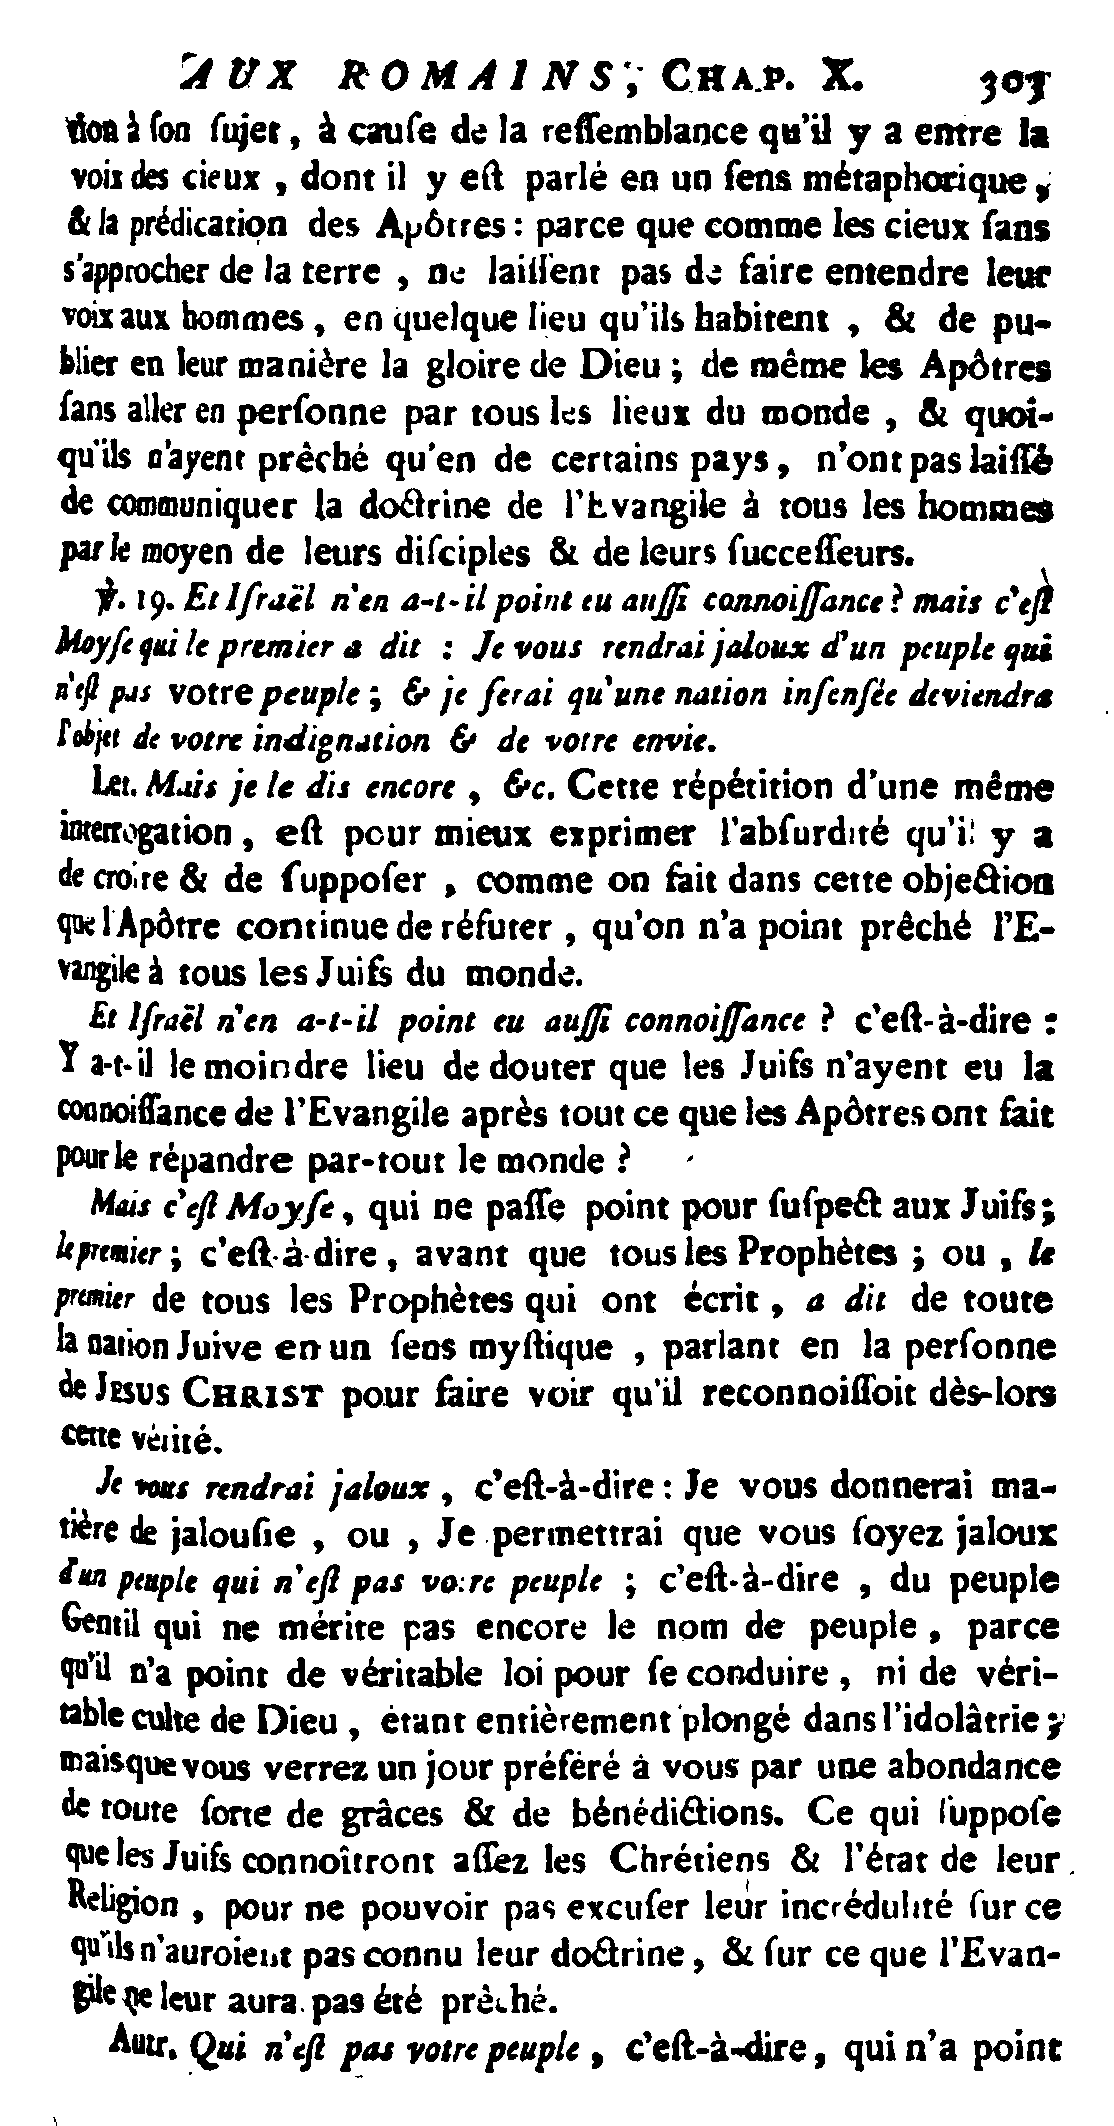 AUX ROMAINS, CHAP. X. 305
tion à ſon ſujet, à cauſe de la reſſemblance qu'il y a entre la
voix des cieux, dont il y eſt parlé en un ſens métaphorique,
& la prédication des Apôtres : parce que comme les cieux ſans
s'approcher de la terre, ne laiſſent pas de faire entendre leur
voix aux hommes, en quelque lieu qu'ils habitent, & de pu-
blier en leur manière la gloire de Dieu ; de même les Apôtres
ſans aller en perſonne par tous les lieux du monde, & quoi-
qu'ils n'ayent prêché qu'en de certains pays, n'ont pas laiſſé
de communiquer la doctrine de l'Evangile à tous les hommes
par le moyen de leurs diſciples & de leurs ſucceſſeurs.
℣. 19. Et Iſraël n'en a-t-il point eu auſſi connoiſſance ? mais c'eſt
Moyſe qui le premier a dit : Je vous rendrai jaloux d'un peuple qui
n'eſt pas votre peuple ; & je ferai qu'une nation inſenſée deviendra
l'objet de votre indignation & de votre envie.
Let. Mais je le dis encore, &c. Cette répétition d'une même
interrogation, eſt pour mieux exprimer l'abſurdité qu'il y a
de croire & de ſuppoſer, comme on fait dans cette objection
que l'Apôtre continue de réfuter, qu'on n'a point prêché l'E-
vangile à tous les Juifs du monde.
Et Iſraël n'en a-t-il point eu auſſi connoiſſance ? c'eſt-à-dire :
Y a-t-il le moindre lieu de douter que les Juifs n'ayent eu la
connoiſſance de l'Evangile après tout ce que les Apôtres ont fait
pour le répandre par-tout le monde ?
Mais c'eſt Moyſe, qui ne paſſe point pour ſuſpect aux Juifs ;
le premier ; c'eſt-à-dire, avant que tous les Prophètes ; ou, le
premier de tous les Prophètes qui ont écrit, a dit de toute
la nation Juive en un ſens myſtique, parlant en la perſonne
de JESUS CHRIST pour faire voir qu'il reconnoiſſoit dès-lors
cette vérité.
Je vous rendrai jaloux, c'eſt-à-dire : Je vous donnerai ma-
tière de jalouſie, ou, Je permettrai que vous ſoyez jaloux
d'un peuple qui n'eſt pas votre peuple ; c'eſt-à-dire, du peuple
Gentil qui ne mérite pas encore le nom de peuple, parce
qu'il n'a point de véritable loi pour ſe conduire, ni de véri-
table culte de Dieu, étant entièrement plongé dans l'idolâtrie ;
mais que vous verrez un jour préféré à vous par une abondance
de toute ſorte de grâces & de bénédictions. Ce qui ſuppoſe
que les Juifs connoîtront aſſez les Chrétiens & l'état de leur
Religion, pour ne pouvoir pas excuſer leur incrédulité ſur ce
qu'ils n'auroient pas connu leur doctrine, & ſur ce que l'Evan-
gile ne leur aura pas été prêché.
Autr. Qui n'eſt pas votre peuple, c'eſt-à-dire, qui n'a point